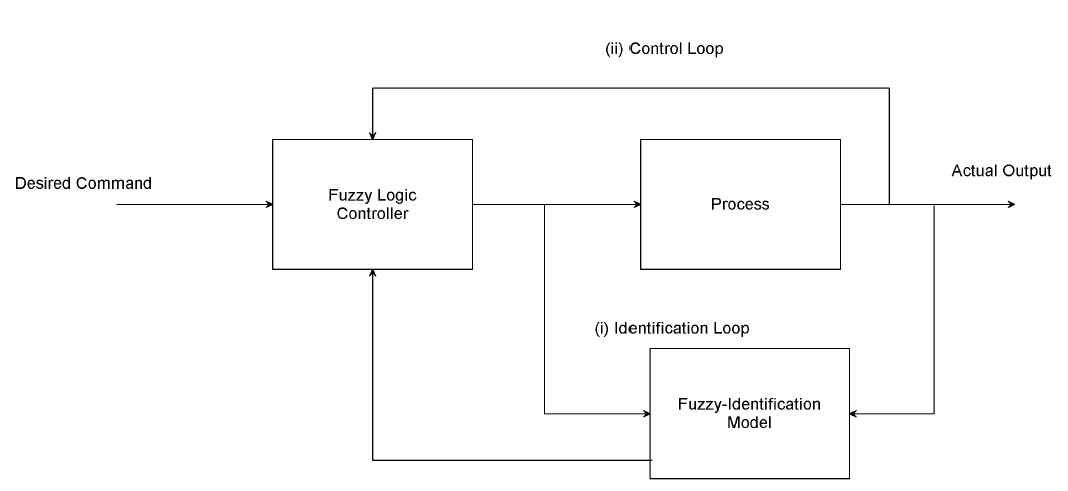 (ii) Control Loop
Desired Command
Fuzzy Logic
Controller
Process
Actual Output
(i) Identification Loop
Fuzzy-Identification
Model